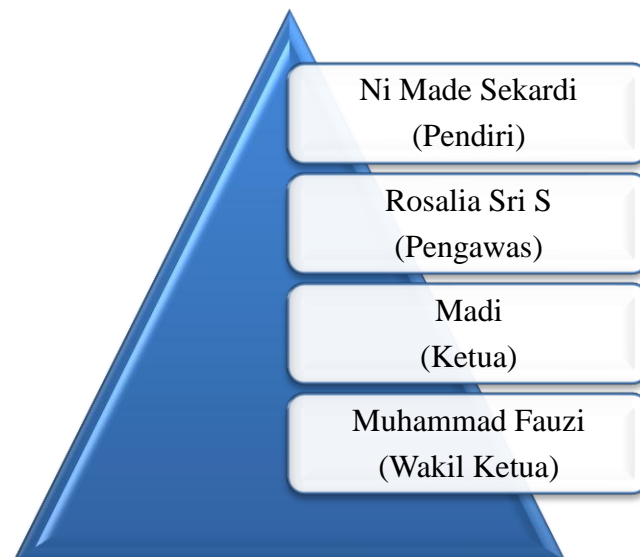 Ni Made Sekardi
(Pendiri)
Rosalia Sri S
(Pengawas)
Madi
(Ketua)
Muhammad Fauzi
(Wakil Ketua)